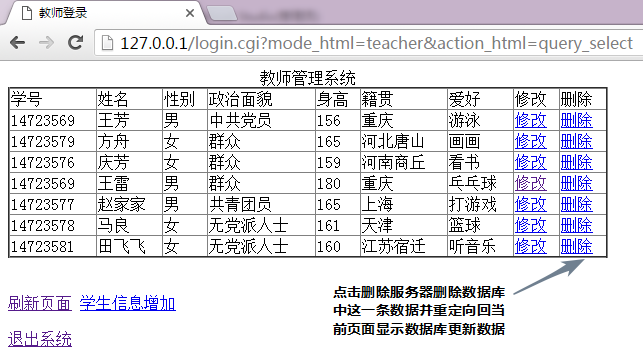 教师登录
127.0.0.1/login.cgi?mode_html=teacher&action_html=query_select
教师管理系统
学号 姓名 性别 政治面貌 身高 籍贯 爱好 修改 删除
14723569 王芳 男 中共党员 156 重庆 游泳 修改 删除
14723579 方舟 女 群众 165 河北唐山 画画 修改 删除
14723576 庆芳 女 群众 159 河南商丘 看书 修改 删除
14723569 王雷 男 群众 180 重庆 乒乓球 修改 删除
14723577 赵家家 男 共青团员 165 上海 打游戏 修改 删除
14723578 马良 女 无党派人士 161 天津 篮球 修改 删除
14723581 田飞飞 女 无党派人士 160 江苏宿迁 听音乐 修改 删除
刷新页面 学生信息增加
退出系统
点击删除服务器删除数据库
中这一条数据并重定向回当
前页面显示数据库更新数据